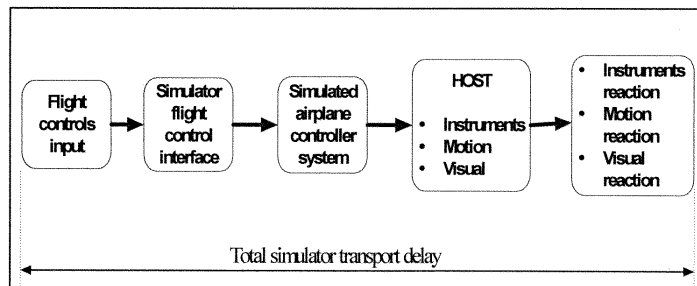 Flight
controls
input
Simulator
flight
control
interface
Simulated
airplane
controller
system
HOST
• Instruments
• Motion
• Visual
• Instruments
reaction
• Motion
reaction
• Visual
reaction
Total simulator transport delay